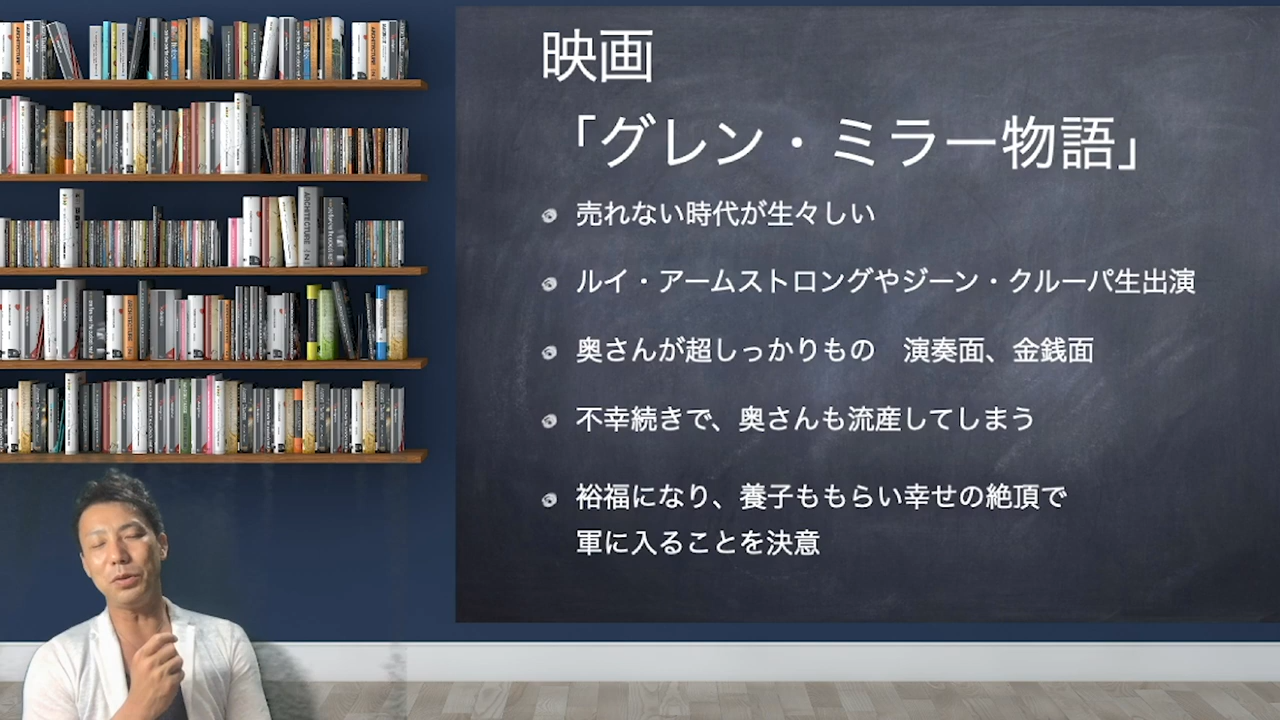 映画
「グレン・ミラー物語」
売れない時代が生々しい
ルイ・アームストロングやジーン・クルーパ生出演
奥さんが超しっかりもの　演奏面、金銭面
不幸続きで、奥さんも流産してしまう
裕福になり、養子ももらい幸せの絶頂で
軍に入ることを決意